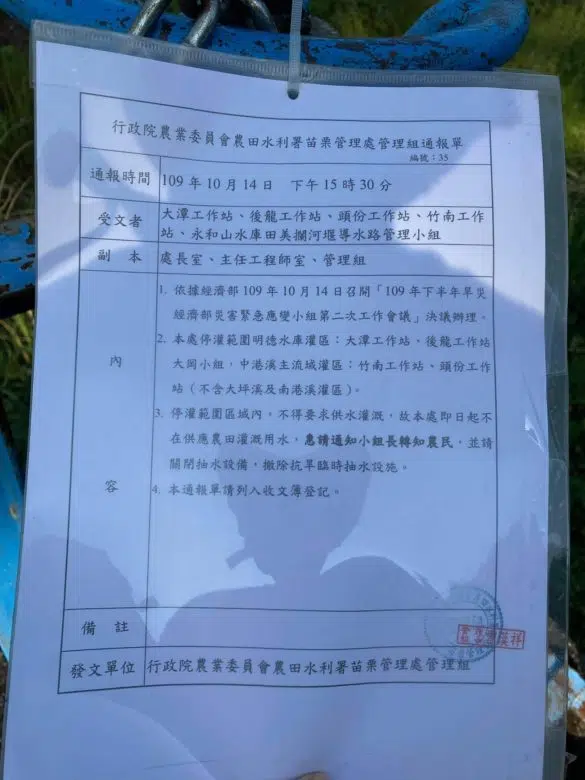 行政院農業委員會農田水利署苗栗管理處管理組通報單
編號：35
通報時間 109 年 10 月 14 日 下午 15 時 30 分
受文者 大潭工作站、後龍工作站、頭份工作站、竹南工作
站、永和山水庫田美攔河堰導水路管理小組
副本 處長室、主任工程師室、管理組
內容
1. 依據經濟部 109 年 10 月 14 日召開「109 年下半年旱災
經濟部災害緊急應變小組第二次工作會議」決議辦理。
2. 本處停灌範圍明德水庫灌區：大潭工作站、後龍工作站
大岡小組，中港溪主流域灌區：竹南工作站、頭份工作
站（不含大坪溪及南港溪灌區）。
3. 停灌範圍區域內，不得要求供水灌溉，故本處即日起不
在供應農田灌溉用水，惠請通知小組長轉知農民，並請
關閉抽水設備，撤除抗旱臨時抽水設施。
4. 本通報單請列入收文簿登記。
備註
發文單位 行政院農業委員會農田水利署苗栗管理處管理組